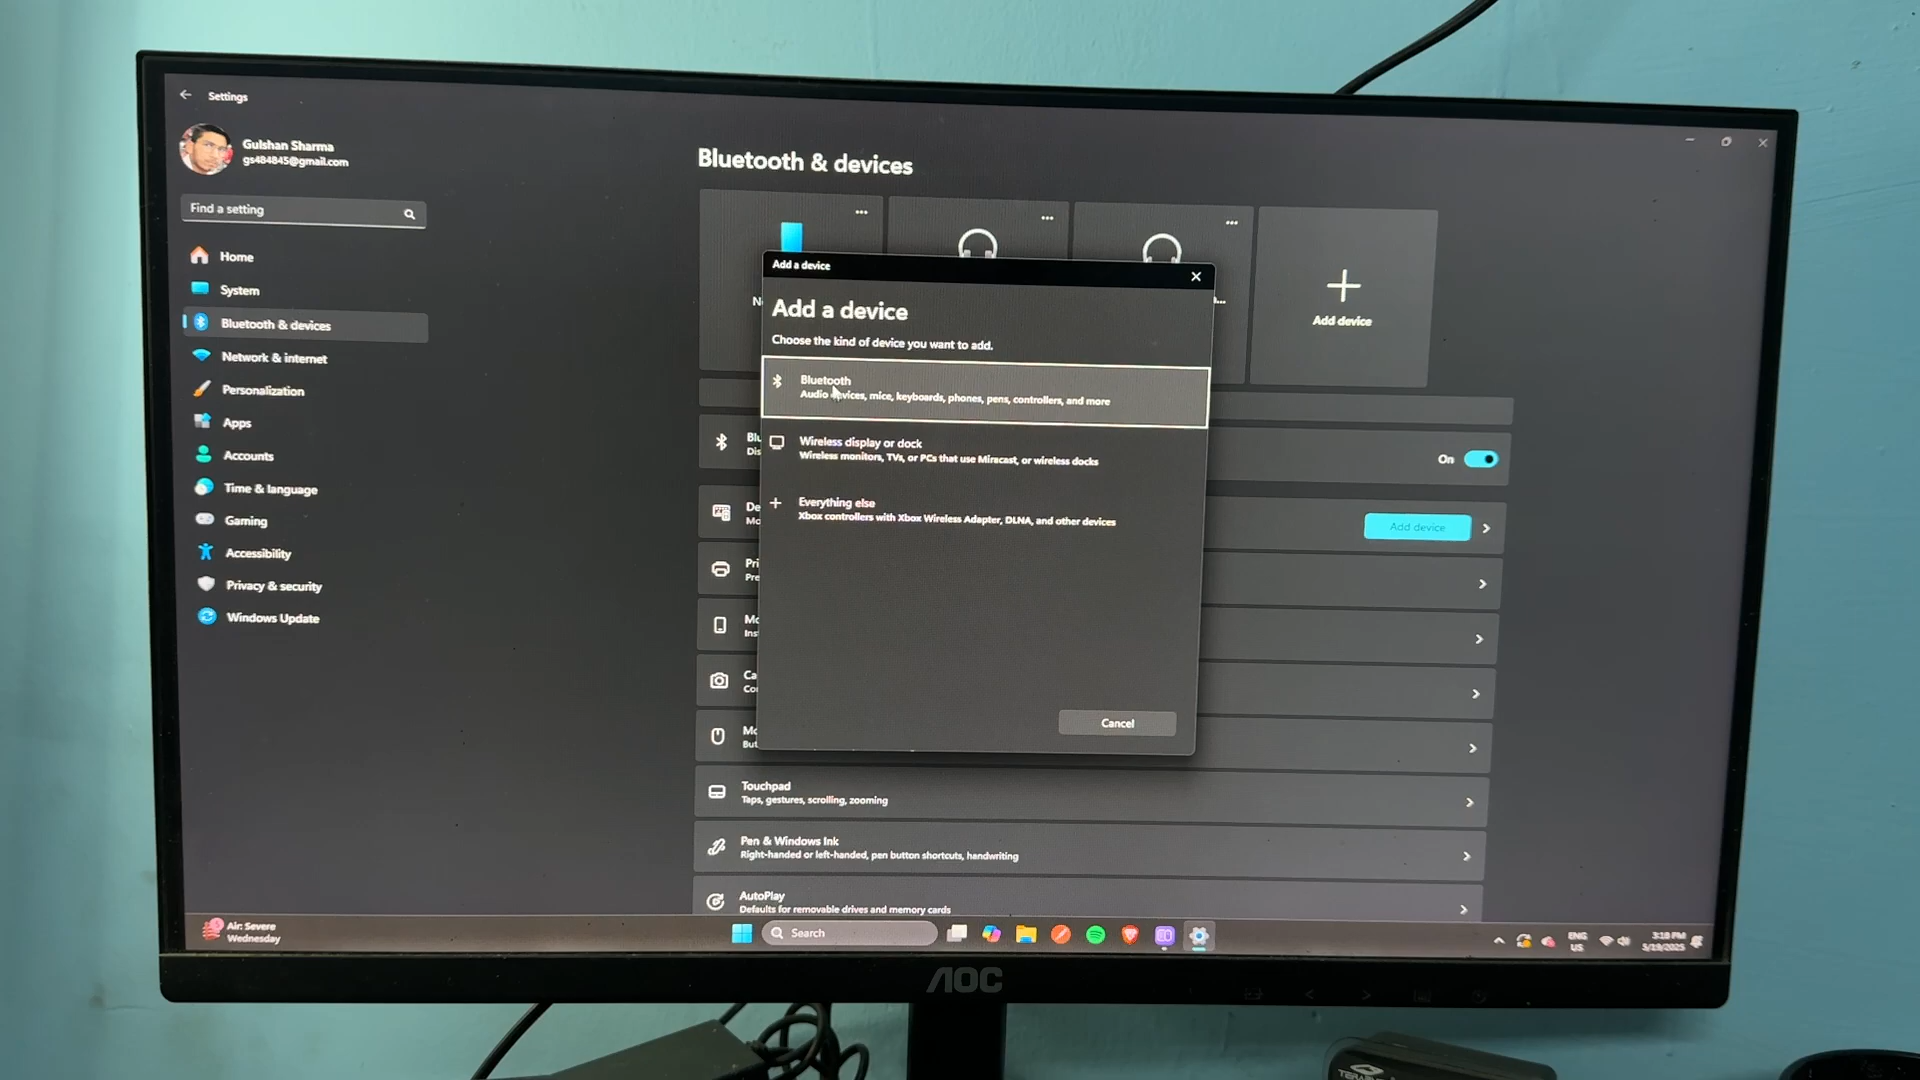 Settings
Gulshan Sharma
gs484845@gmail.com
Find a setting
Home
System
Bluetooth & devices
Network & internet
Personalization
Apps
Accounts
Time & language
Gaming
Accessibility
Privacy & security
Windows Update
Bluetooth & devices
Add device
Add a device
Add a device
Choose the kind of device you want to add.
Bluetooth
Audio devices, mice, keyboards, phones, pens, controllers, and more
Wireless display or dock
Wireless monitors, TVs, or PCs that use Miracast, or wireless docks
Everything else
Xbox controllers with Xbox Wireless Adapter, DLNA, and other devices
Cancel
On
Add device
Touchpad
Taps, gestures, scrolling, zooming
Pen & Windows Ink
Right-handed or left-handed, pen button shortcuts, handwriting
AutoPlay
Defaults for removable drives and memory cards
Air: Severe
Wednesday
Search
ENG
US
3:18 PM
5/19/2025
AOC